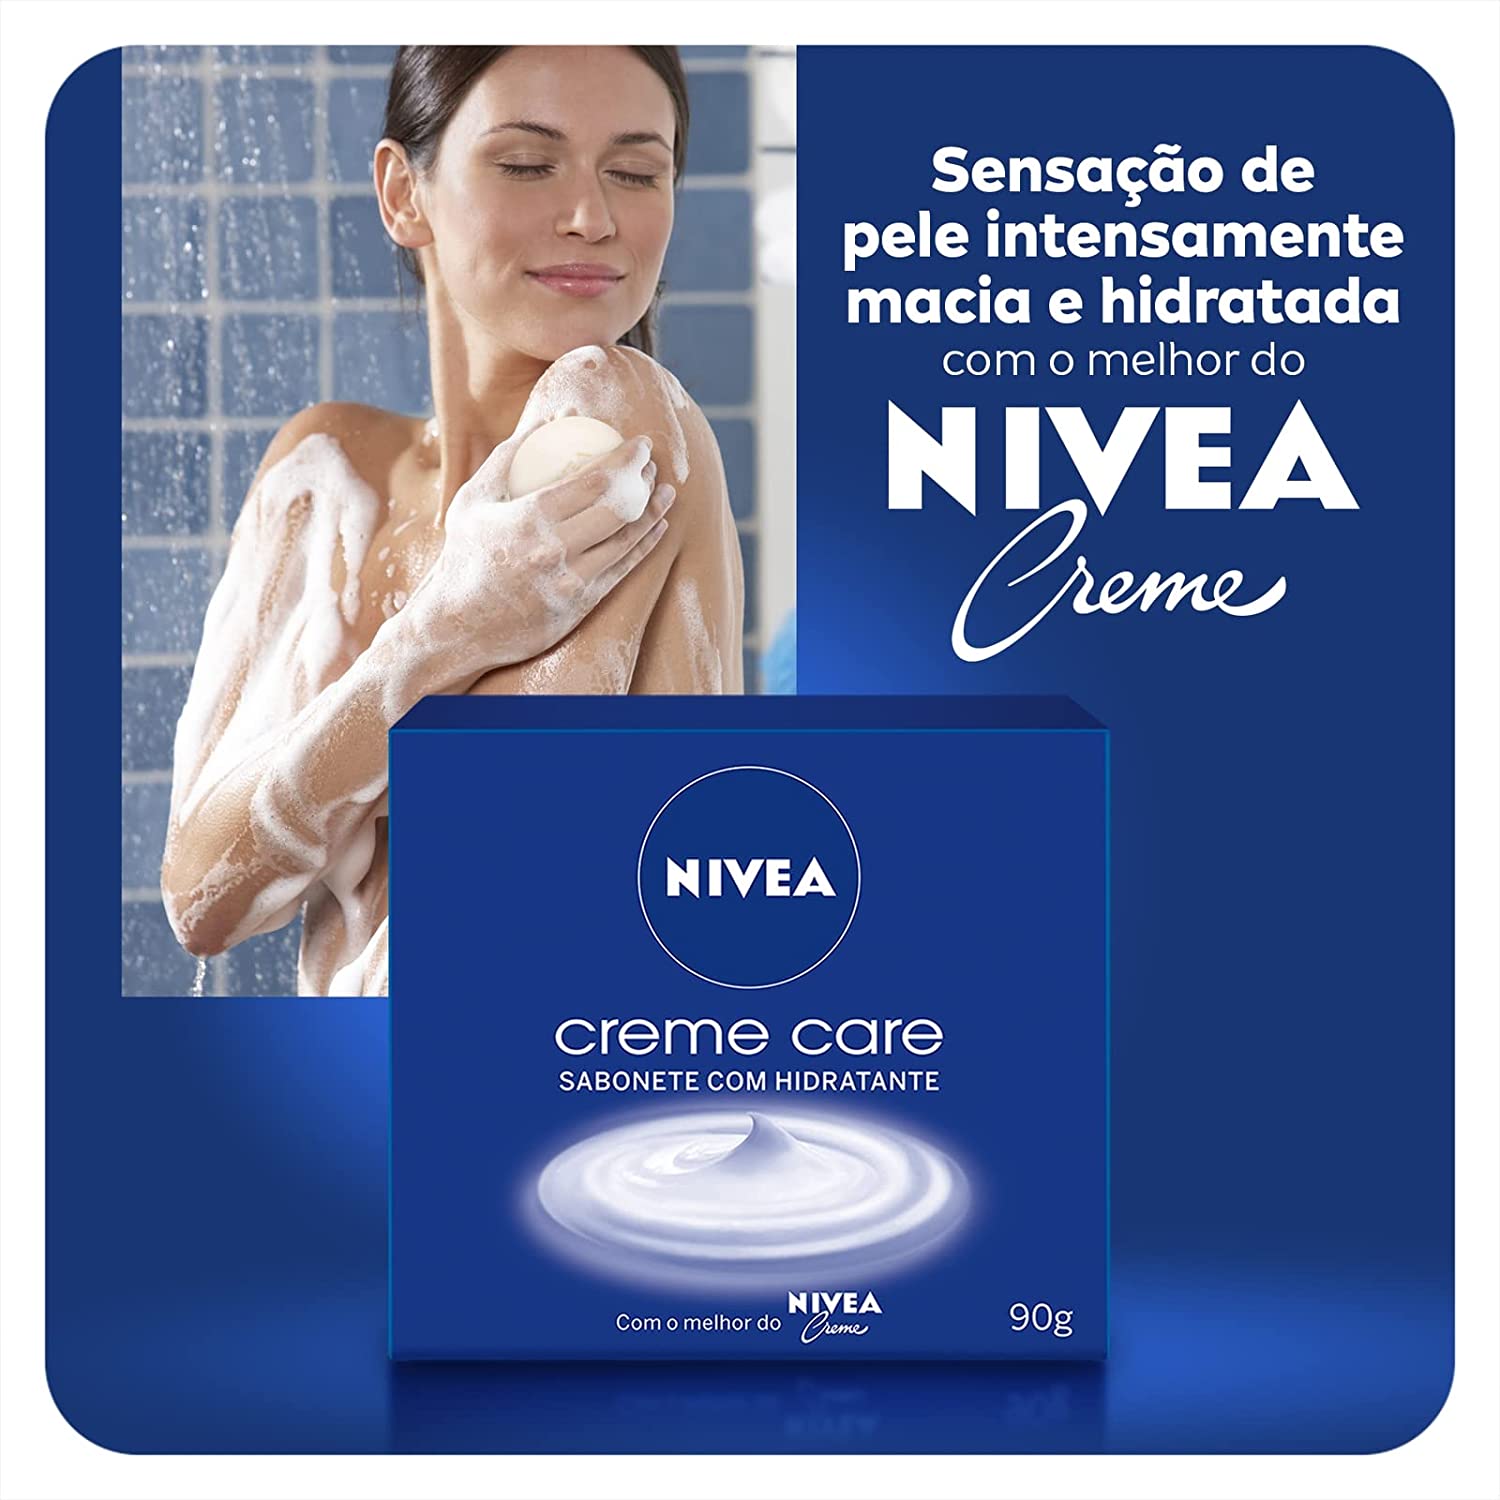 Sensação de
pele intensamente
macia e hidratada
com o melhor do
NIVEA
Creme
NIVEA
creme care
SABONETE COM HIDRATANTE
Com o melhor do NIVEA Creme
90g